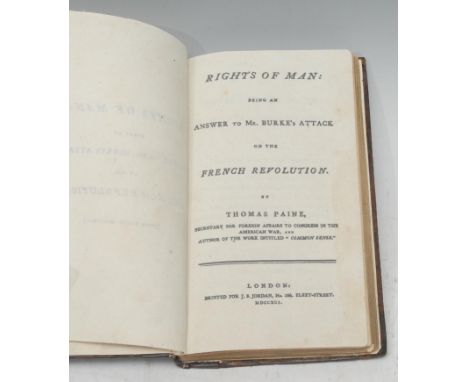 RIGHTS OF MAN:
BEING AN
ANSWER TO MR. BURKE'S ATTACK
ON THE
FRENCH REVOLUTION.
BY
THOMAS PAINE,
SECRETARY FOR FOREIGN AFFAIRS TO CONGRESS IN THE
AMERICAN WAR, AND
AUTHOR OF THE WORK INTITLED "COMMON SENSE."
LONDON:
PRINTED FOR J. S. JORDAN, No. 166. FLEET-STREET.
MDCCXCI.